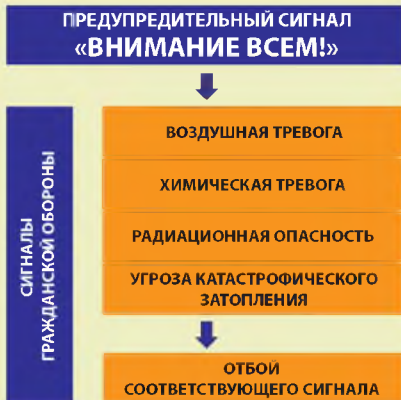 ПРЕДУПРЕДИТЕЛЬНЫЙ СИГНАЛ
«ВНИМАНИЕ ВСЕМ!»
СИГНАЛЫ
ГРАЖДАНСКОЙ ОБОРОНЫ
ВОЗДУШНАЯ ТРЕВОГА
ХИМИЧЕСКАЯ ТРЕВОГА
РАДИАЦИОННАЯ ОПАСНОСТЬ
УГРОЗА КАТАСТРОФИЧЕСКОГО
ЗАТОПЛЕНИЯ
ОТБОЙ
СООТВЕТСТВУЮЩЕГО СИГНАЛА